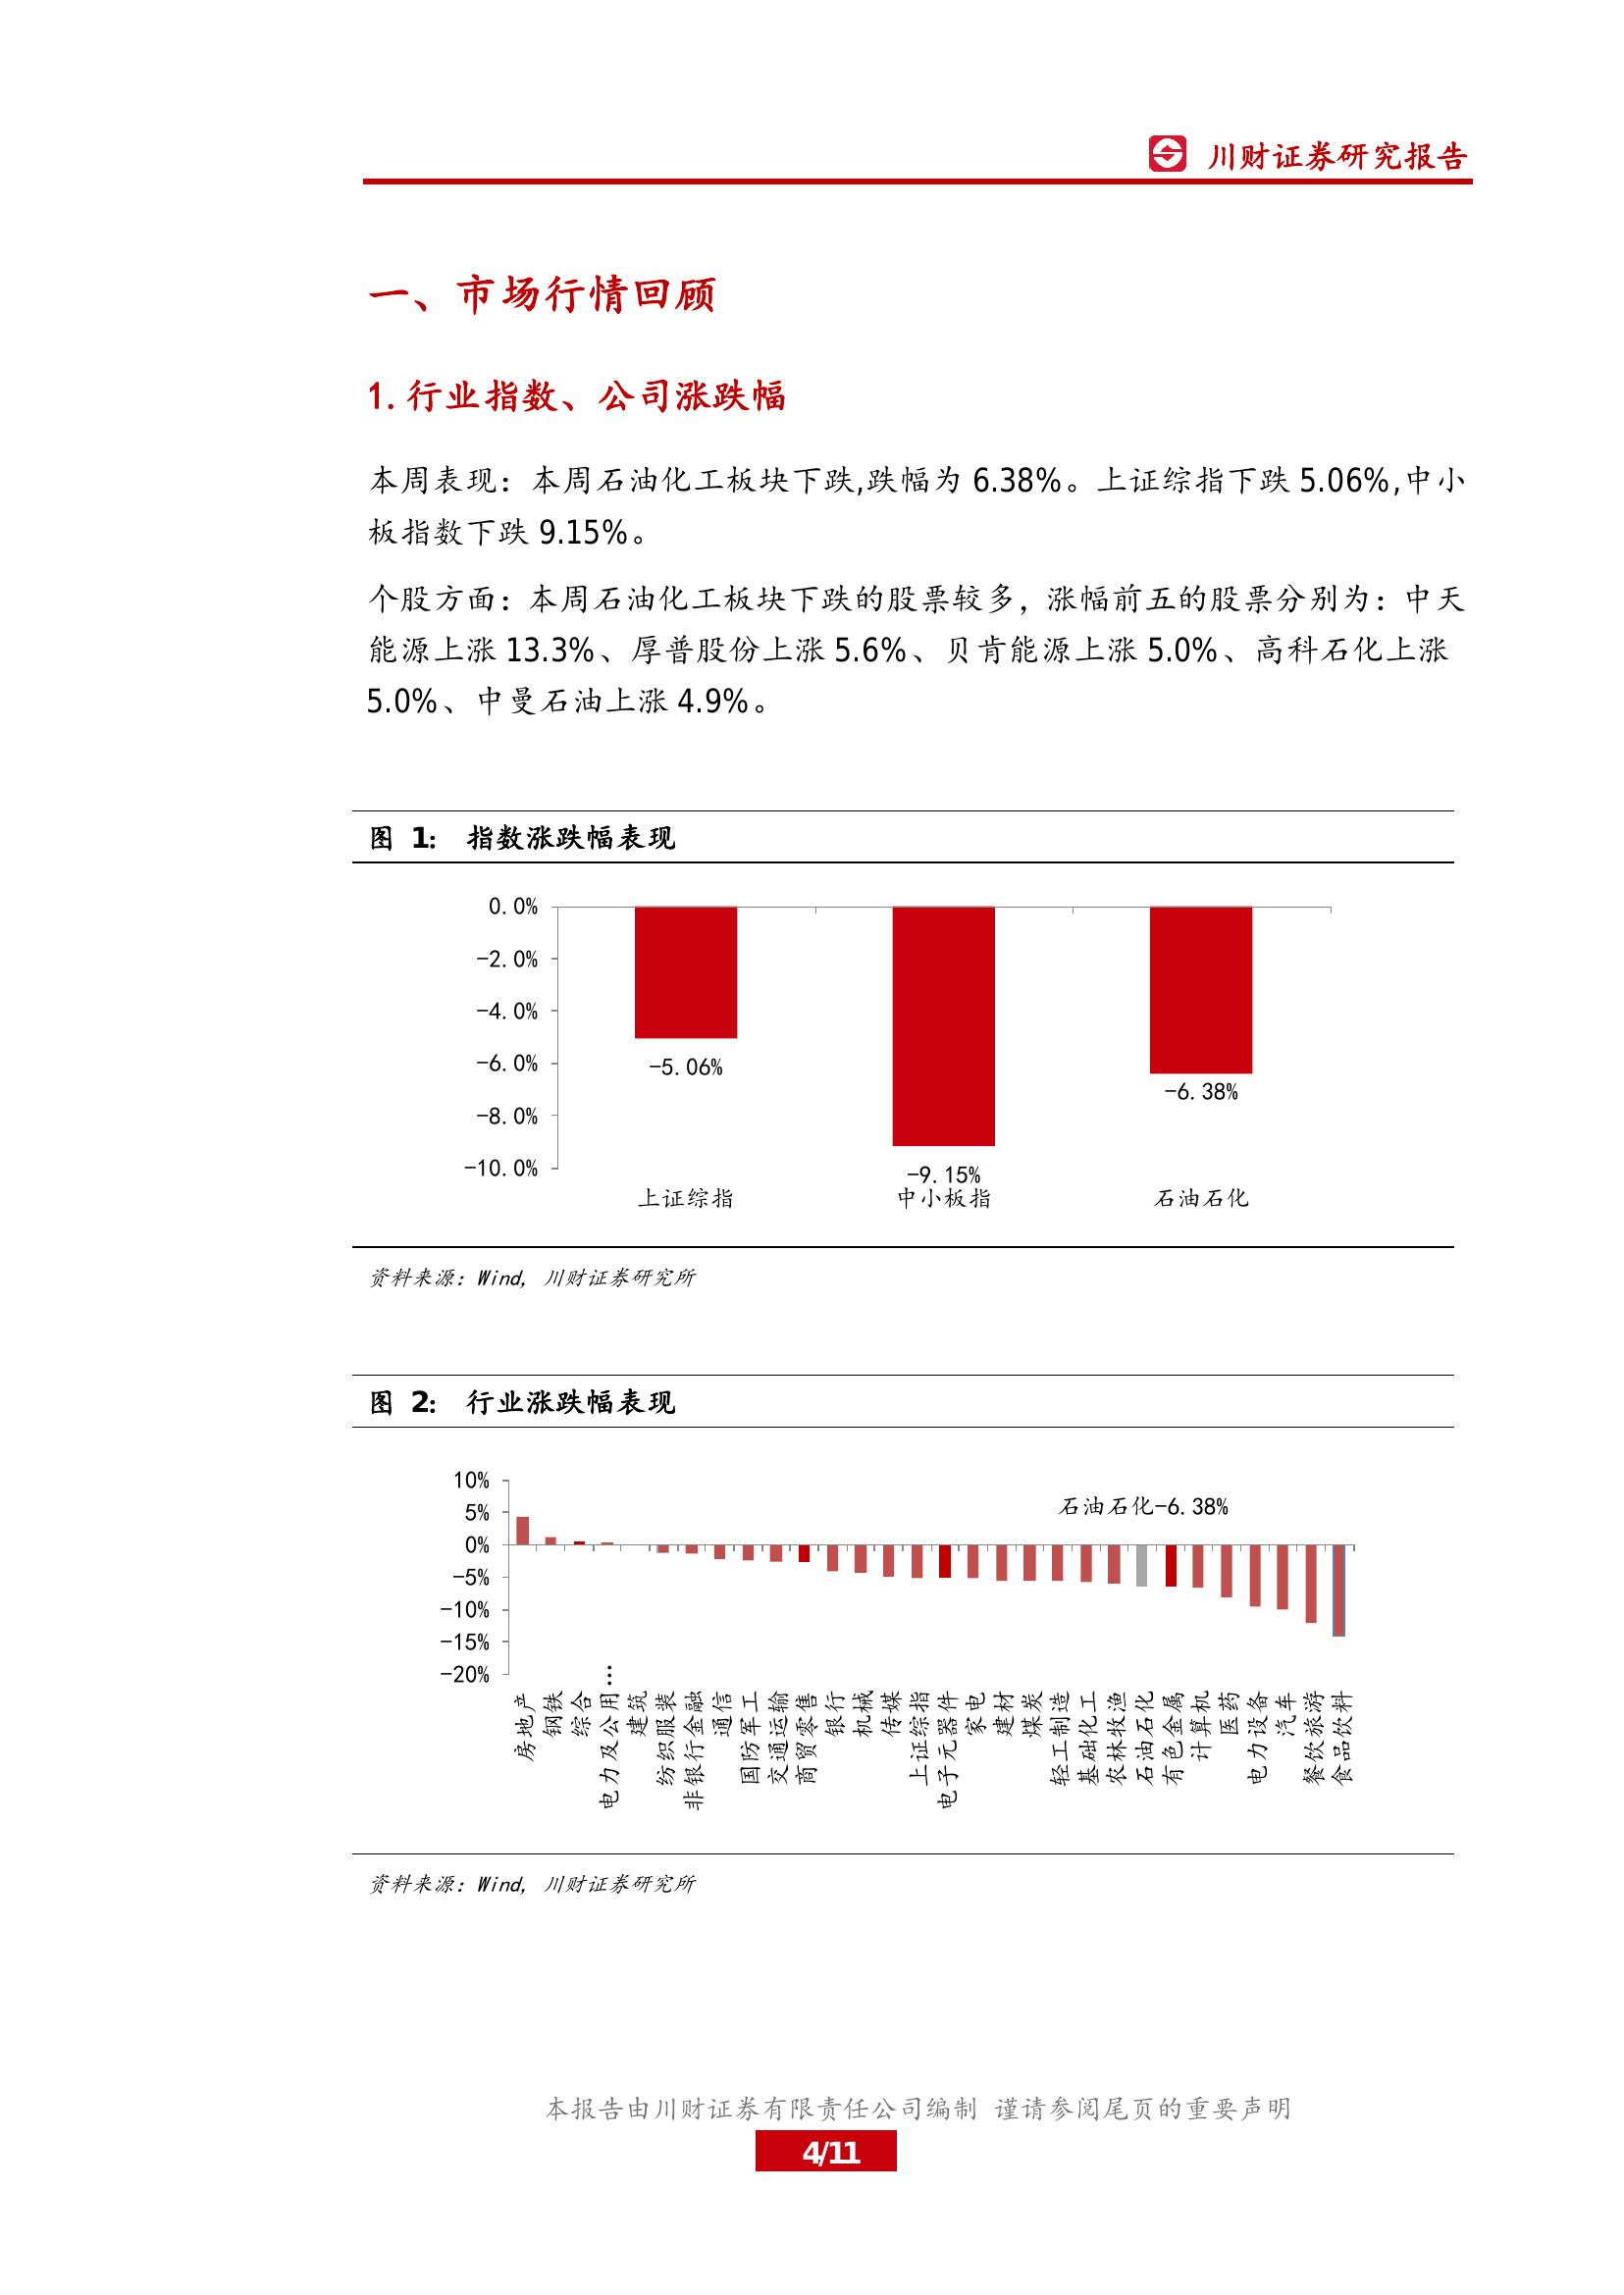 川财证券研究报告
一、市场行情回顾
1.行业指数、公司涨跌幅
本周表现：本周石油化工板块下跌,跌幅为 6.38%。上证综指下跌 5.06%,中小
板指数下跌 9.15%。
个股方面：本周石油化工板块下跌的股票较多，涨幅前五的股票分别为：中天
能源上涨 13.3%、厚普股份上涨 5.6%、贝肯能源上涨 5.0%、高科石化上涨
5.0%、中曼石油上涨 4.9%。
图 1： 指数涨跌幅表现
0.0%
-2.0%
-4.0%
-6.0%
-8.0%
-10.0%
-5.06%
-9.15%
-6.38%
上证综指
中小板指
石油石化
资料来源：Wind, 川财证券研究所
图 2： 行业涨跌幅表现
10%
5%
0%
-5%
-10%
-15%
-20%
石油石化-6.38%
房地产
钢铁
综合
电力及公用…
建筑
纺织服装
非银行金融
通信
国防军工
交通运输
商贸零售
银行
机械
传媒
上证综指
电子元器件
家电
建材
煤炭
轻工制造
基础化工
农林牧渔
石油石化
有色金属
计算机
医药
电力设备
汽车
餐饮旅游
食品饮料
资料来源：Wind, 川财证券研究所
本报告由川财证券有限责任公司编制 谨请参阅尾页的重要声明
4/11